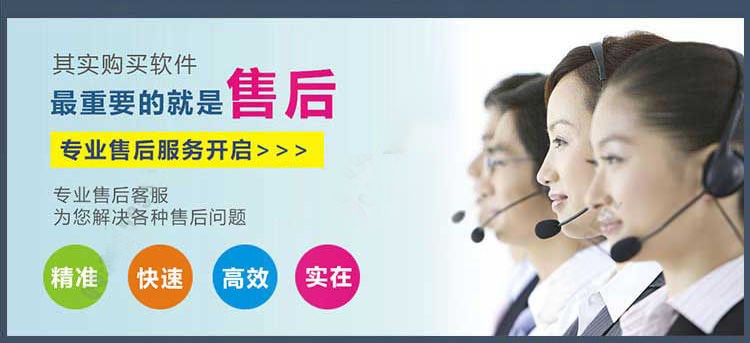 其实购买软件
最重要的就是售后
专业售后服务开启>>>
专业售后客服
为您解决各种售后问题
精准 快速 高效 实在